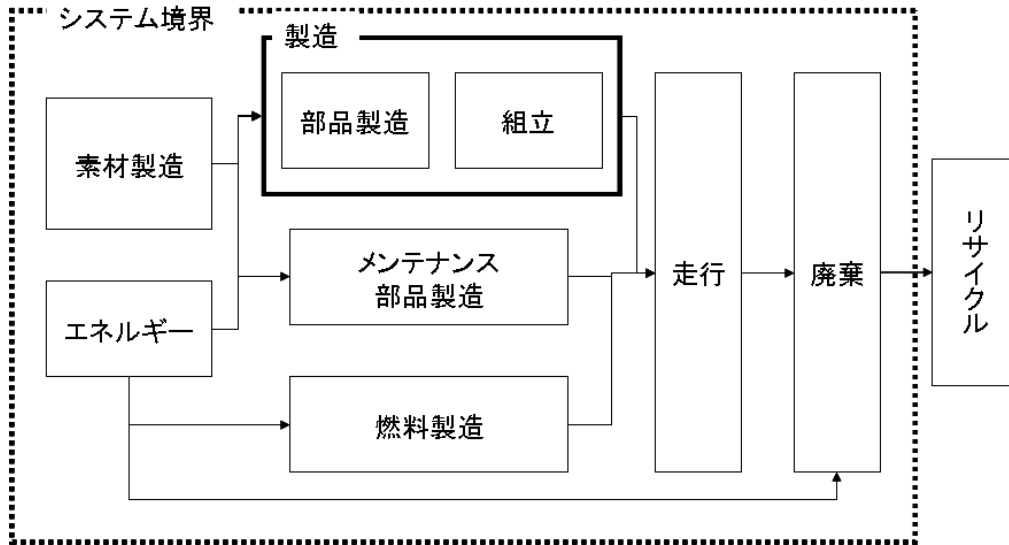 システム境界
製造
部品製造
組立
素材製造
メンテナンス
部品製造
エネルギー
燃料製造
走行
廃棄
リサイクル